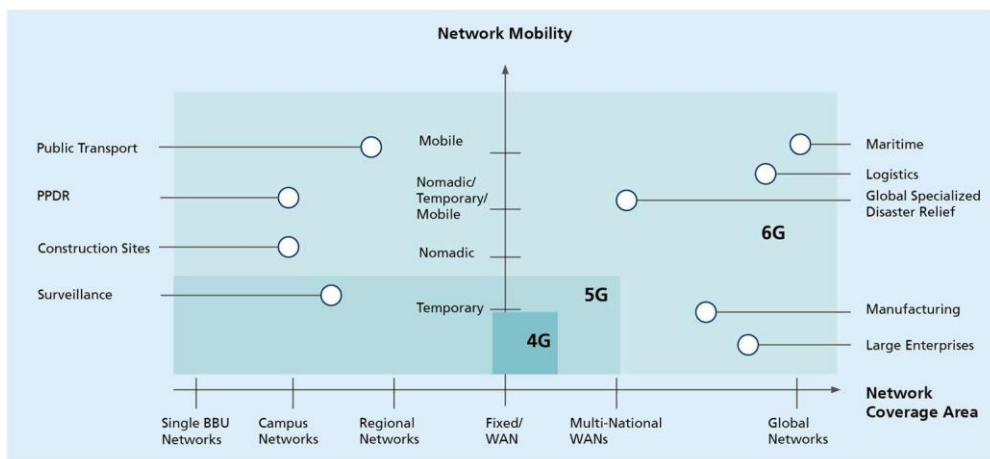 Network Mobility
Public Transport
Mobile
Maritime
Logistics
PPDR
Nomadic/
Temporary/
Mobile
Global Specialized
Disaster Relief
6G
Construction Sites
Nomadic
Surveillance
5G
Temporary
Manufacturing
4G
Large Enterprises
Network
Coverage Area
Single BBU
Networks
Campus
Networks
Regional
Networks
Fixed/
WAN
Multi-National
WANs
Global
Networks